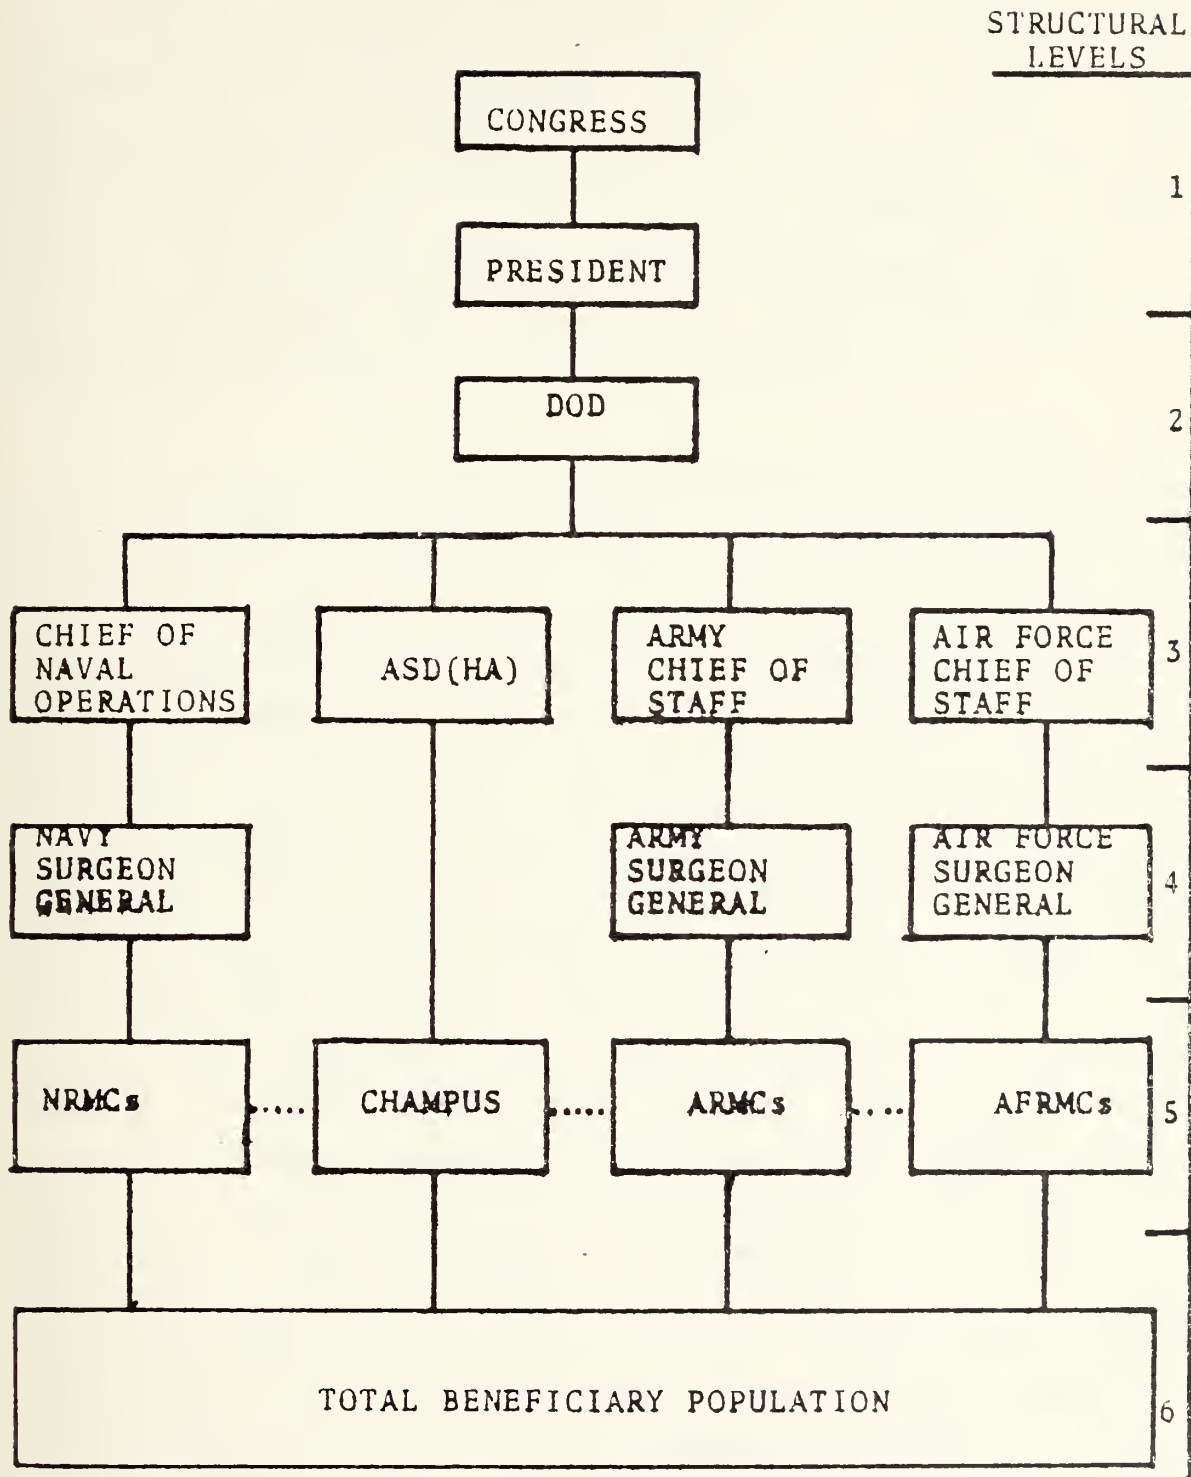 STRUCTURAL
LEVELS
CONGRESS
1
PRESIDENT
DOD
2
CHIEF OF
NAVAL
OPERATIONS
ASD(HA)
ARMY
CHIEF OF
STAFF
AIR FORCE
CHIEF OF
STAFF
3
NAVY
SURGEON
GENERAL
ARMY
SURGEON
GENERAL
AIR FORCE
SURGEON
GENERAL
4
NRMCs
.....
CHAMPUS
.....
ARMCs
....
AFRMCs
5
TOTAL BENEFICIARY POPULATION
6